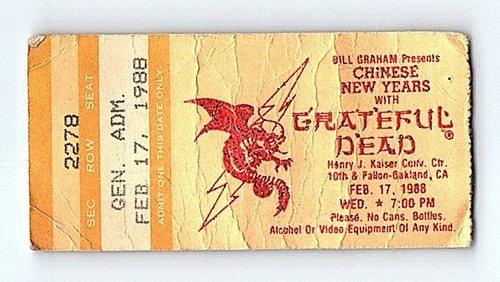 2278
SEC ROW SEAT
GEN. ADM.
FEB 17, 1988
ADMIT ONE THIS DATE ONLY
BILL GRAHAM Presents
CHINESE
NEW YEARS
WITH
GRATEFUL
DEAD®
Henry J. Kaiser Conv. Ctr.
10th & Fallon-Oakland, CA
FEB. 17, 1988
WED. ★ 7:00 PM
Please, No Cans, Bottles,
Alcohol Or Video Equipment Of Any Kind.